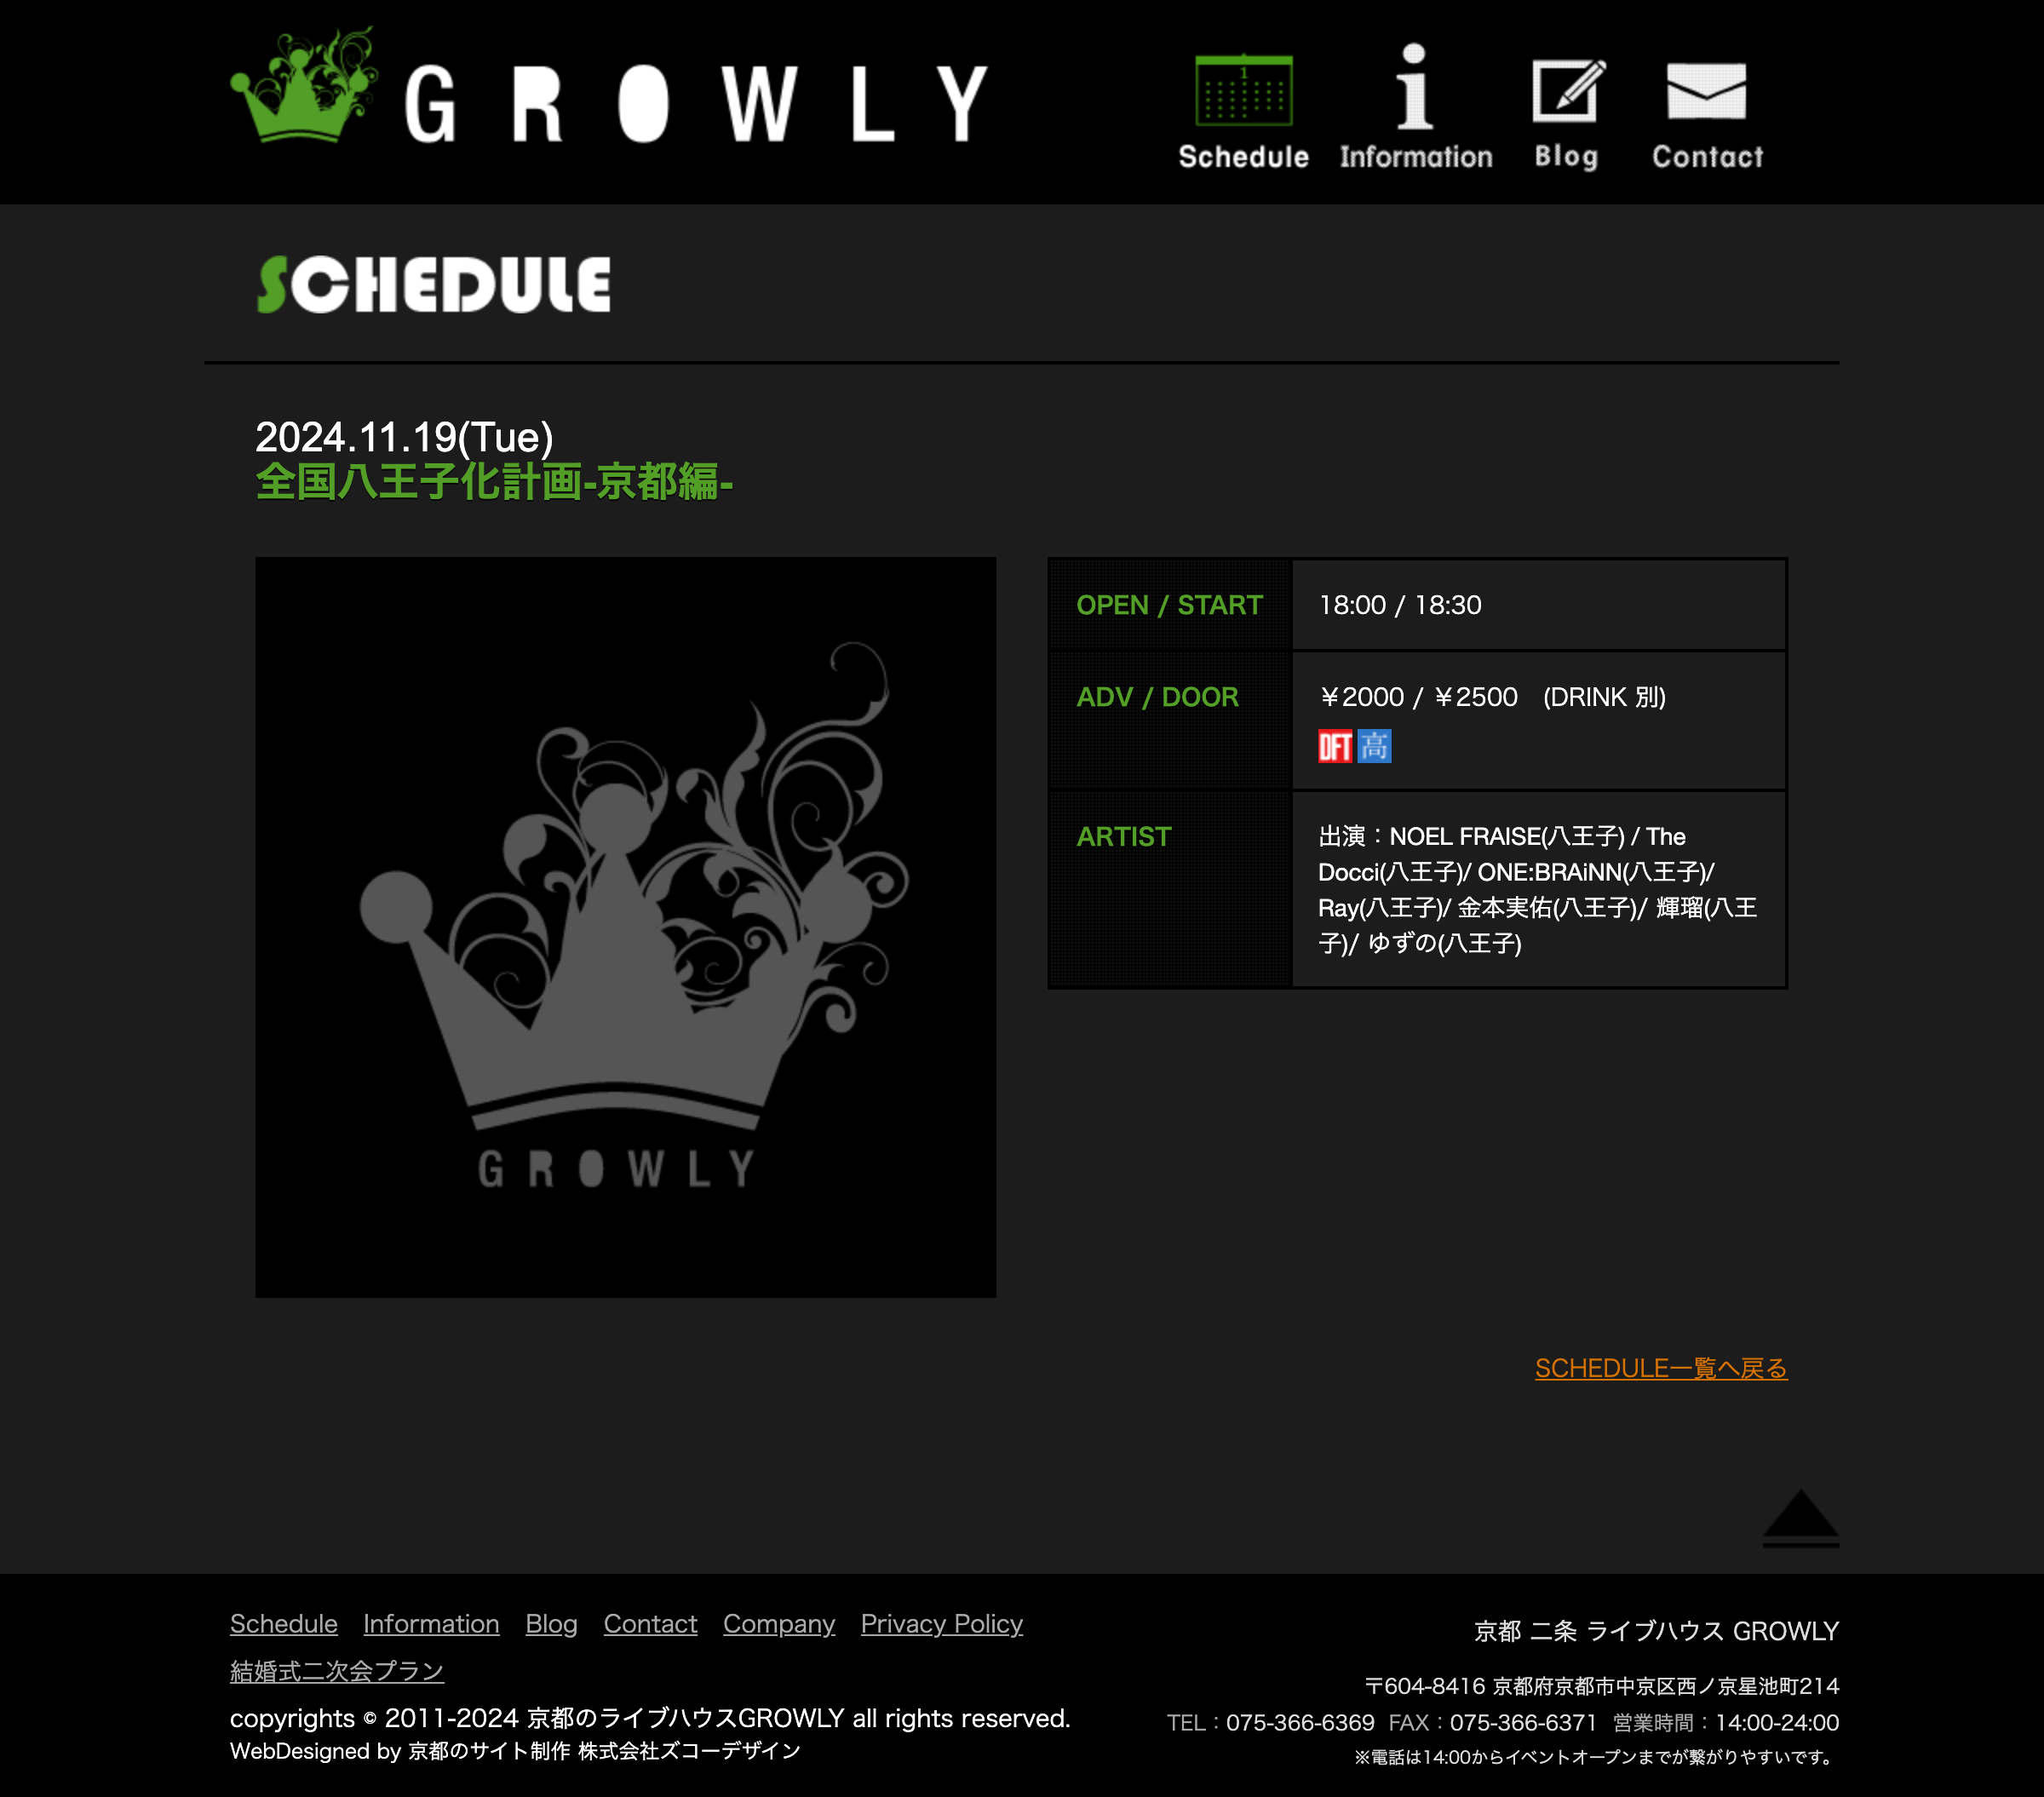 GROWLY
Schedule
Information
Blog
Contact
SCHEDULE
2024.11.19(Tue)
全国八王子化計画-京都編-
GROWLY
OPEN / START
18:00 / 18:30
ADV / DOOR
￥2000 / ￥2500　(DRINK 別)
DFT 高
ARTIST
出演：NOEL FRAISE(八王子) / The
Docci(八王子)/ ONE:BRAiNN(八王子)/
Ray(八王子)/ 金本実佑(八王子)/ 輝瑠(八王
子)/ ゆずの(八王子)
SCHEDULE一覧へ戻る
Schedule Information Blog Contact Company Privacy Policy
結婚式二次会プラン
copyrights © 2011-2024 京都のライブハウスGROWLY all rights reserved.
WebDesigned by 京都のサイト制作 株式会社ズコーデザイン
京都 二条 ライブハウス GROWLY
〒604-8416 京都府京都市中京区西ノ京星池町214
TEL：075-366-6369 FAX：075-366-6371 営業時間：14:00-24:00
※電話は14:00からイベントオープンまでが繋がりやすいです。